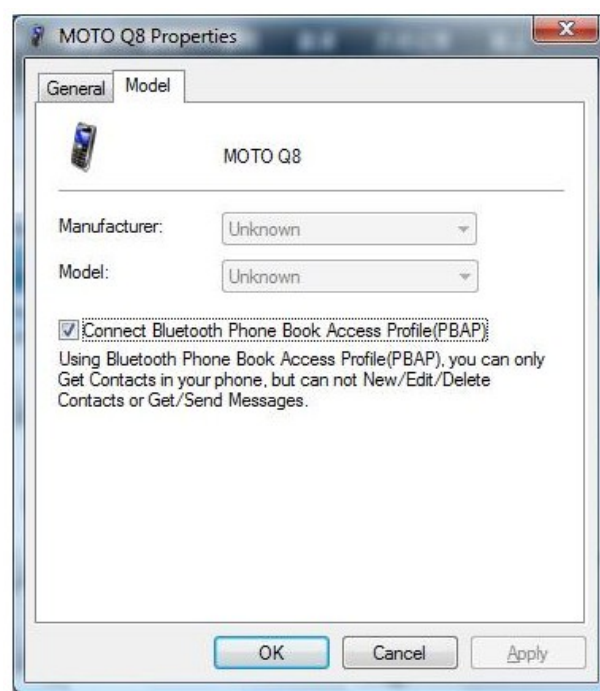 MOTO Q8 Properties
X
General Model
MOTO Q8
Manufacturer: Unknown
Model: Unknown
Connect Bluetooth Phone Book Access Profile(PBAP)
Using Bluetooth Phone Book Access Profile(PBAP), you can only
Get Contacts in your phone, but can not New/Edit/Delete
Contacts or Get/Send Messages.
OK Cancel Apply